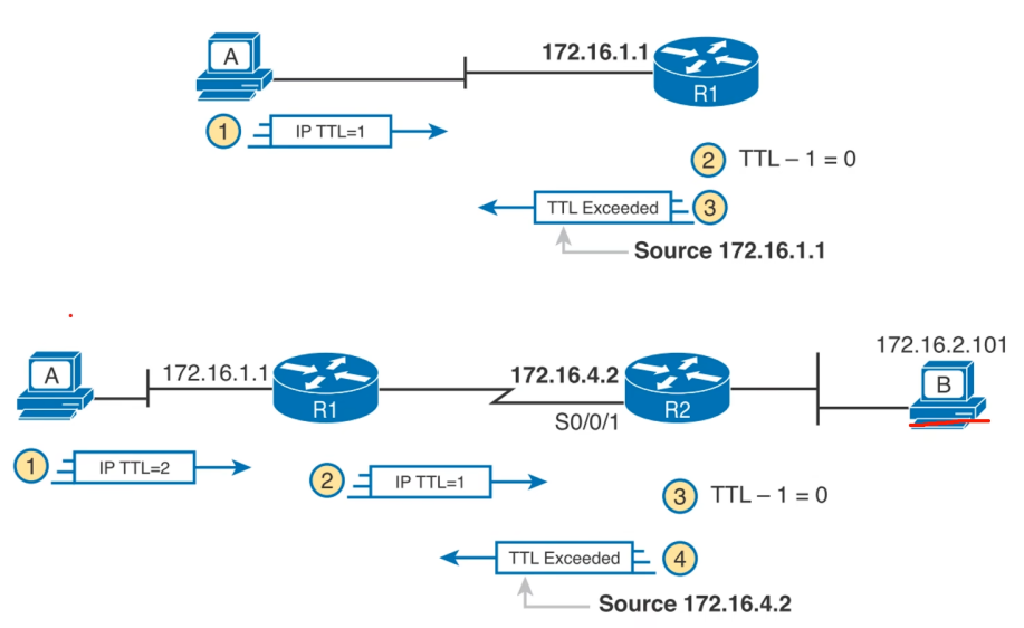 A
172.16.1.1
R1
1
IP TTL=1
2 TTL – 1 = 0
TTL Exceeded 3
Source 172.16.1.1
172.16.2.101
A
172.16.1.1
R1
172.16.4.2
R2
B
S0/0/1
1 IP TTL=2
2 IP TTL=1
3 TTL – 1 = 0
TTL Exceeded 4
Source 172.16.4.2